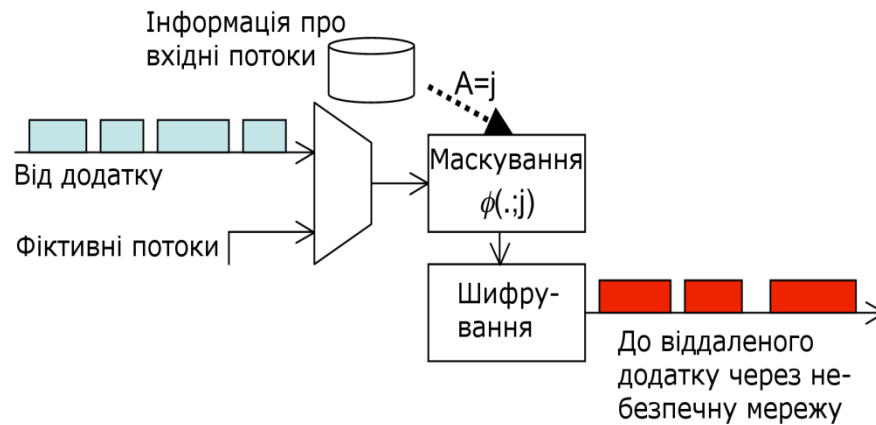 Інформація про
вхідні потоки
A=j
Від додатку
Маскування
ϕ(.;j)
Фіктивні потоки
Шифру-
вання
До віддаленого
додатку через не-
безпечну мережу